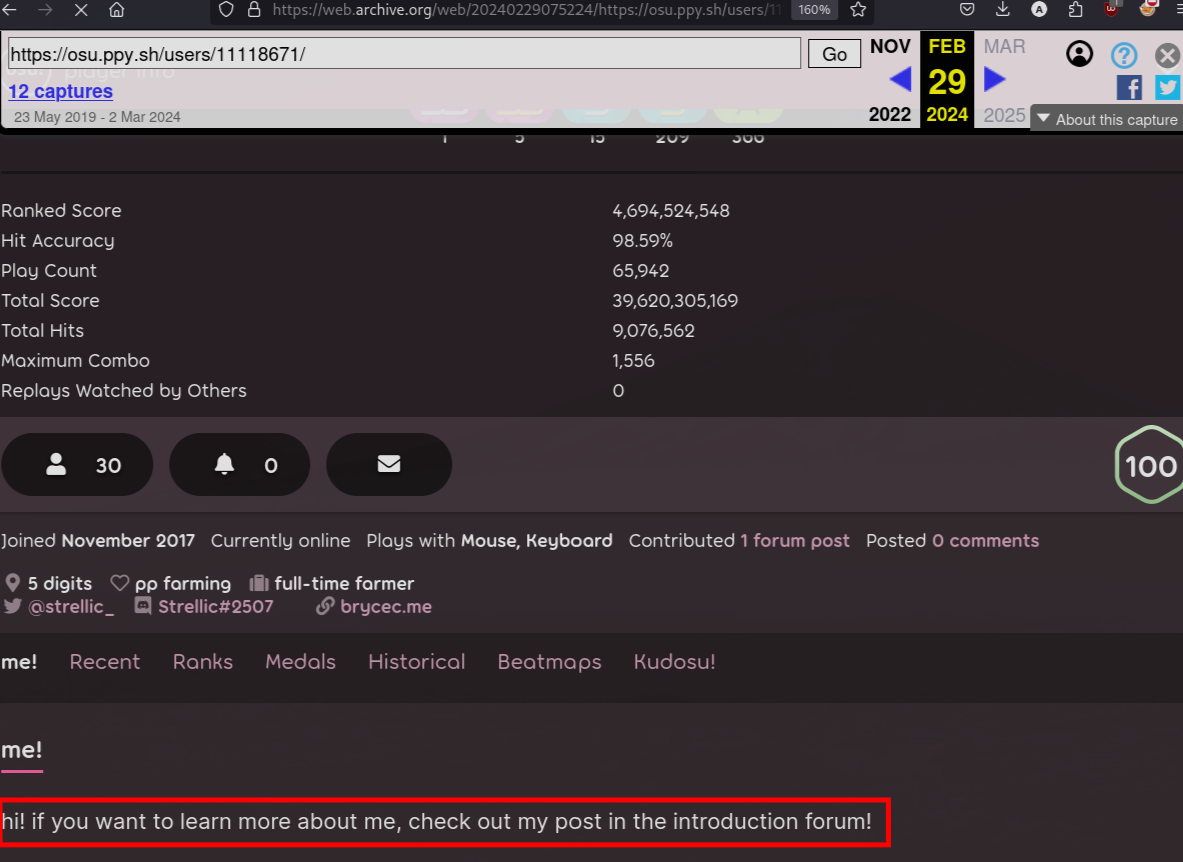 https://web.archive.org/web/20240229075224/https://osu.ppy.sh/users/11
160%
https://osu.ppy.sh/users/11118671/
Go
NOV
FEB
MAR
player info
12 captures
29
23 May 2019 - 2 Mar 2024
2022
2024
2025
About this capture
1 5 15 209 366
Ranked Score 4,694,524,548
Hit Accuracy 98.59%
Play Count 65,942
Total Score 39,620,305,169
Total Hits 9,076,562
Maximum Combo 1,556
Replays Watched by Others 0
30
0
100
Joined November 2017 Currently online Plays with Mouse, Keyboard Contributed 1 forum post Posted 0 comments
5 digits pp farming full-time farmer
@strellic_ Strellic#2507 brycec.me
me! Recent Ranks Medals Historical Beatmaps Kudosu!
me!
hi! if you want to learn more about me, check out my post in the introduction forum!